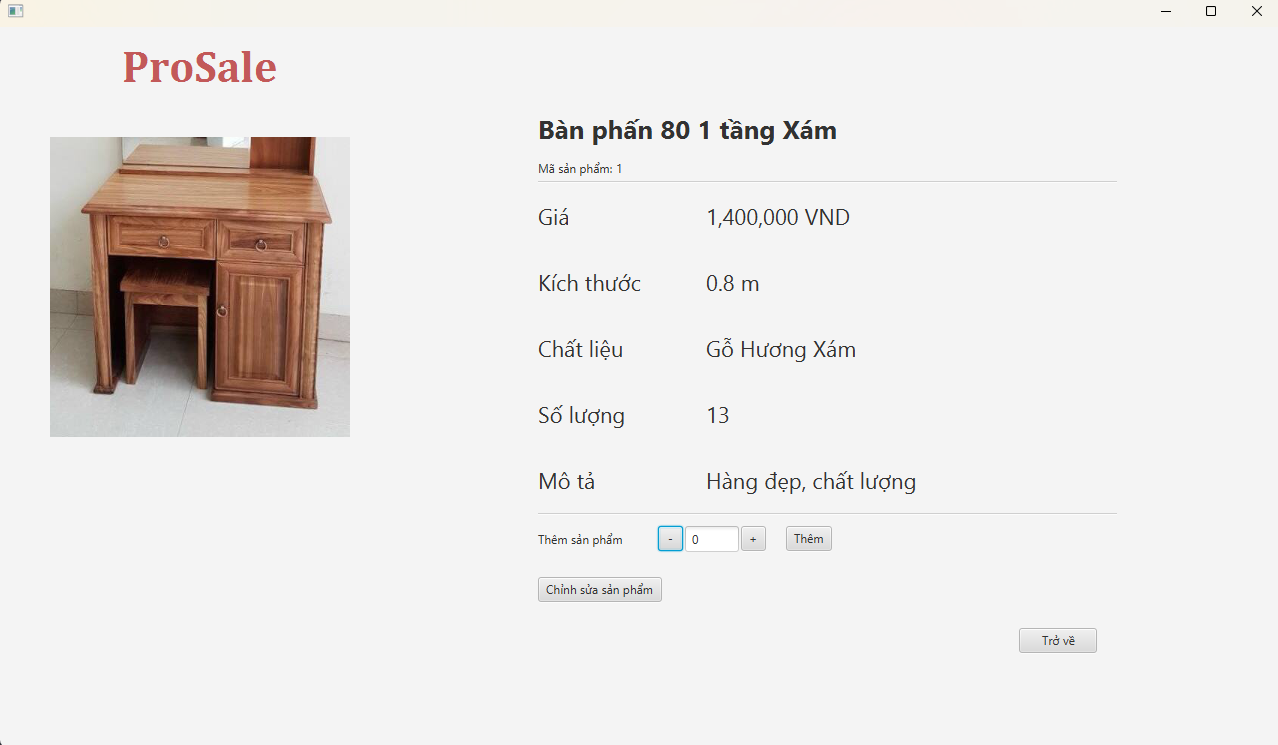 ProSale
Bàn phấn 80 1 tầng Xám
Mã sản phẩm: 1
Giá 1,400,000 VND
Kích thước 0.8 m
Chất liệu Gỗ Hương Xám
Số lượng 13
Mô tả Hàng đẹp, chất lượng
Thêm sản phẩm - 0 + Thêm
Chỉnh sửa sản phẩm
Trở về